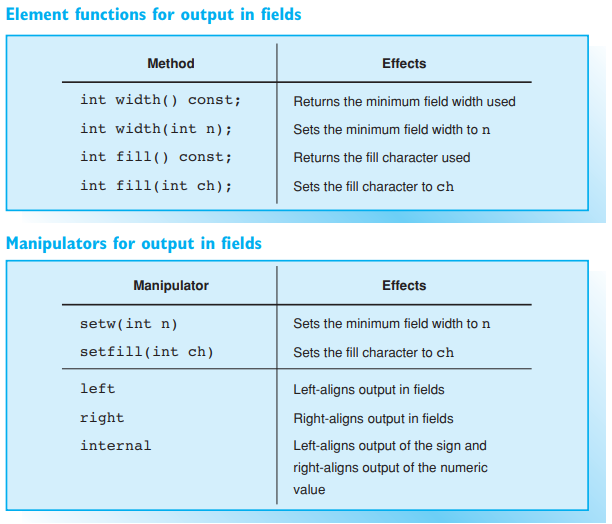 Element functions for output in fields
Method Effects
int width() const; Returns the minimum field width used
int width(int n); Sets the minimum field width to n
int fill() const; Returns the fill character used
int fill(int ch); Sets the fill character to ch
Manipulators for output in fields
Manipulator Effects
setw(int n) Sets the minimum field width to n
setfill(int ch) Sets the fill character to ch
left Left-aligns output in fields
right Right-aligns output in fields
internal Left-aligns output of the sign and
right-aligns output of the numeric
value